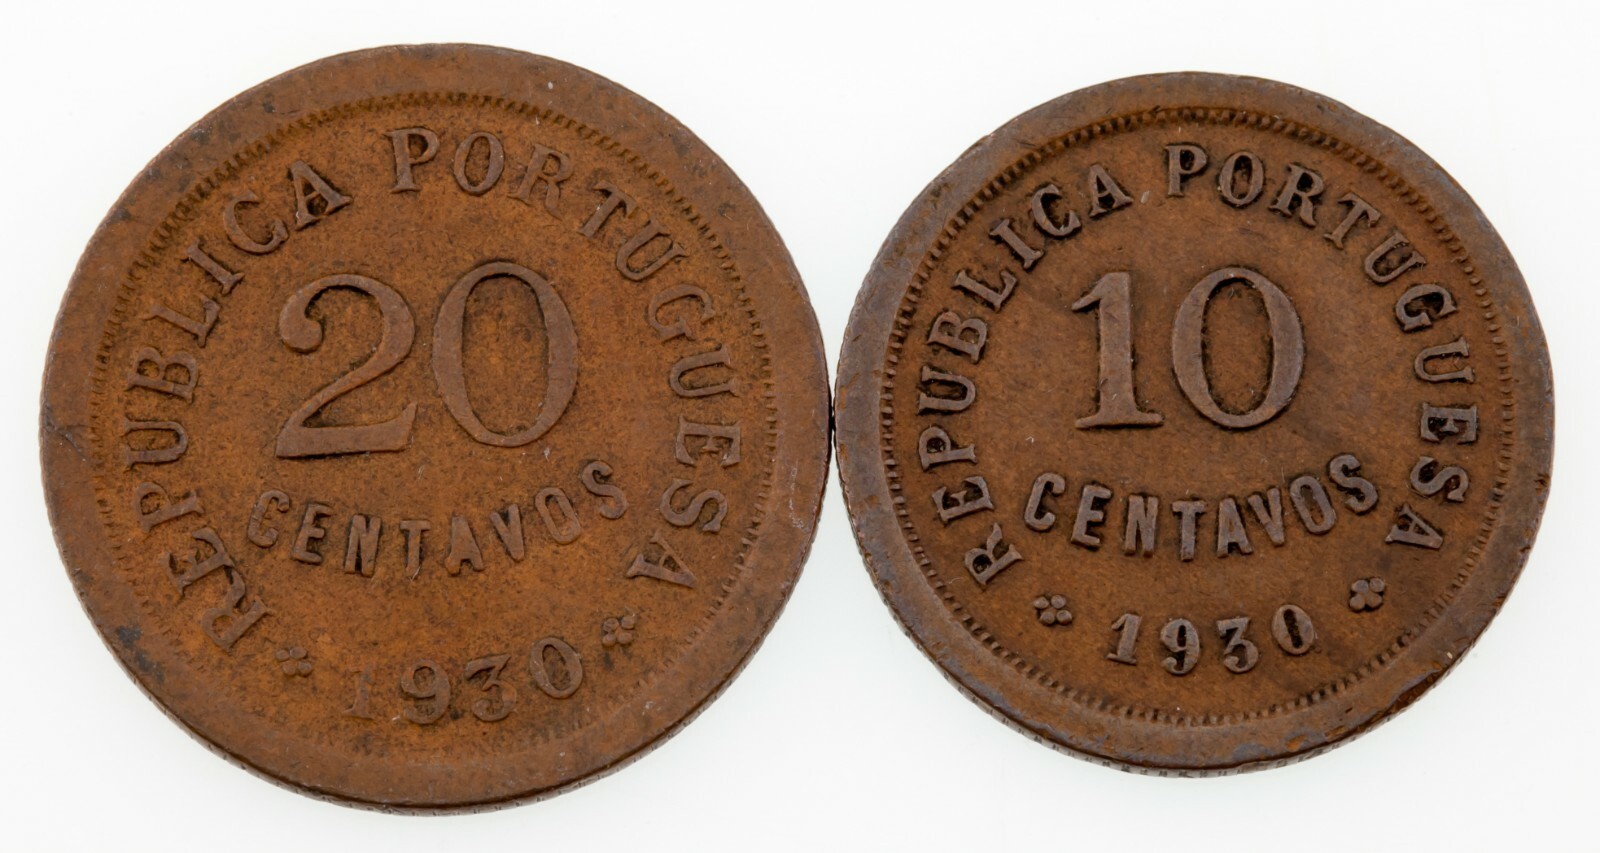 REPUBLICA PORTUGUESA
20
CENTAVOS
1930
REPUBLICA PORTUGUESA
10
CENTAVOS
1930